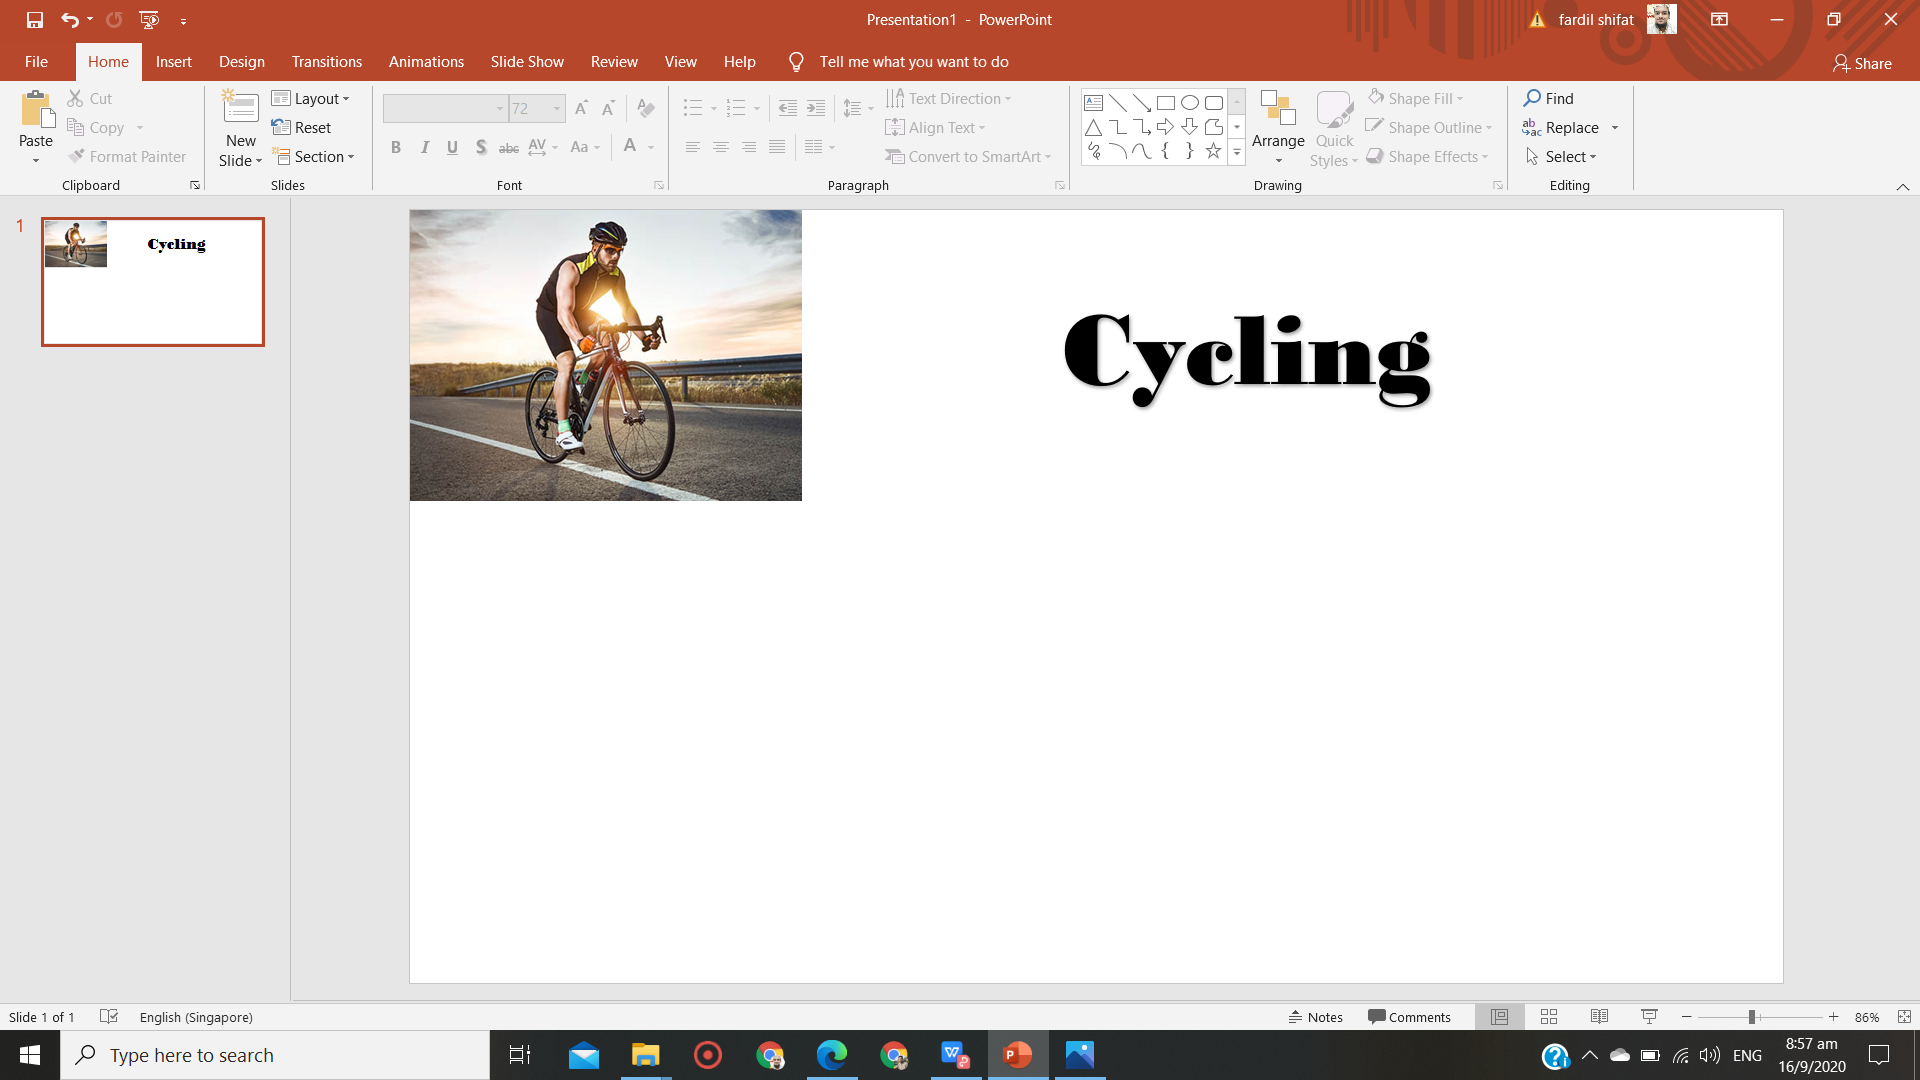 Presentation1 - PowerPoint
fardil shifat
File Home Insert Design Transitions Animations Slide Show Review View Help Tell me what you want to do
Share
Paste
Cut
Copy
Format Painter
Clipboard
New Slide
Layout
Reset
Section
Slides
72
B I U S abc AV Aa A
Font
Text Direction
Align Text
Convert to SmartArt
Paragraph
Arrange
Quick Styles
Shape Fill
Shape Outline
Shape Effects
Drawing
Find
Replace
Select
Editing
1
Cycling
Cycling
Slide 1 of 1
English (Singapore)
Notes
Comments
86%
Type here to search
ENG
8:57 am
16/9/2020